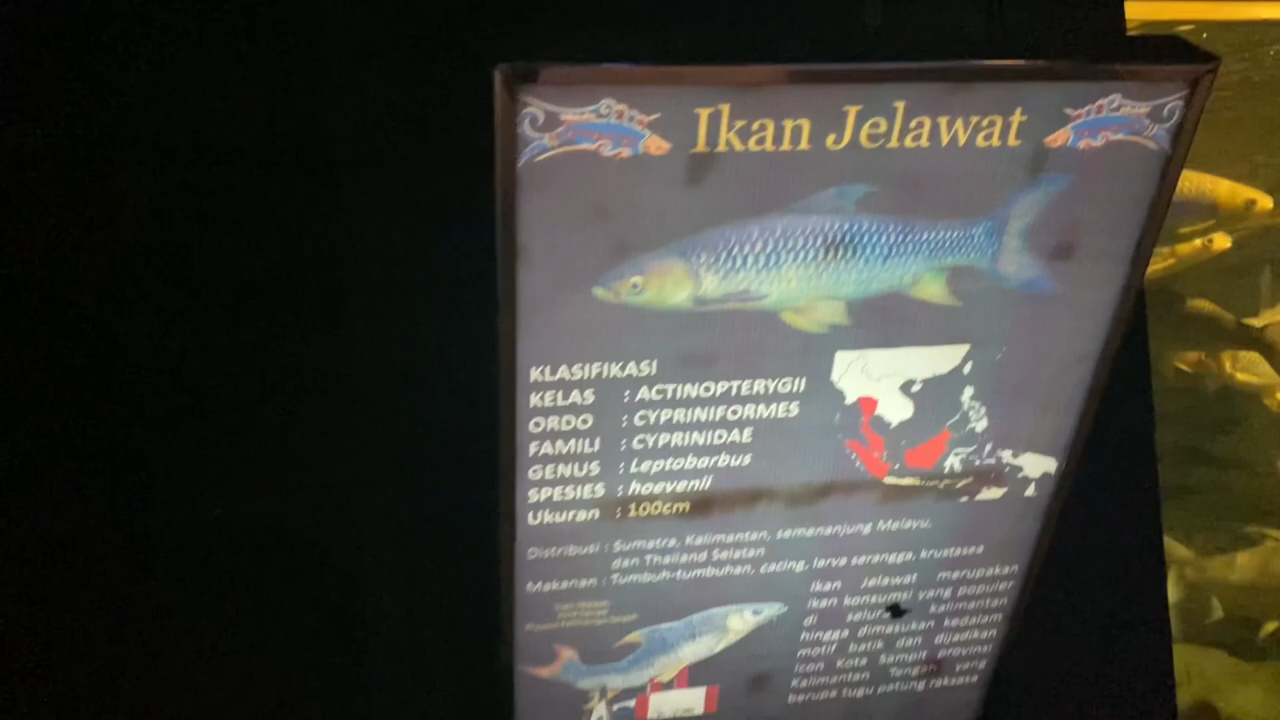 Ikan Jelawat
KLASIFIKASI
KELAS : ACTINOPTERYGII
ORDO : CYPRINIFORMES
FAMILI : CYPRINIDAE
GENUS : Leptobarbus
SPESIES : hoevenii
Ukuran : 100cm
Distribusi : Sumatra, Kalimantan, semenanjung Melayu,
dan Thailand Selatan
Makanan : Tumbuh-tumbuhan, cacing, larva serangga, krustasea
Ikan Jelawat merupakan
ikan konsumsi yang populer
di kalimantan
hingga dimasukan kedalam
motif batik dan dijadikan
icon Kota Sampit provinsi
Kalimantan Tengah yang
berupa tugu patung raksasa